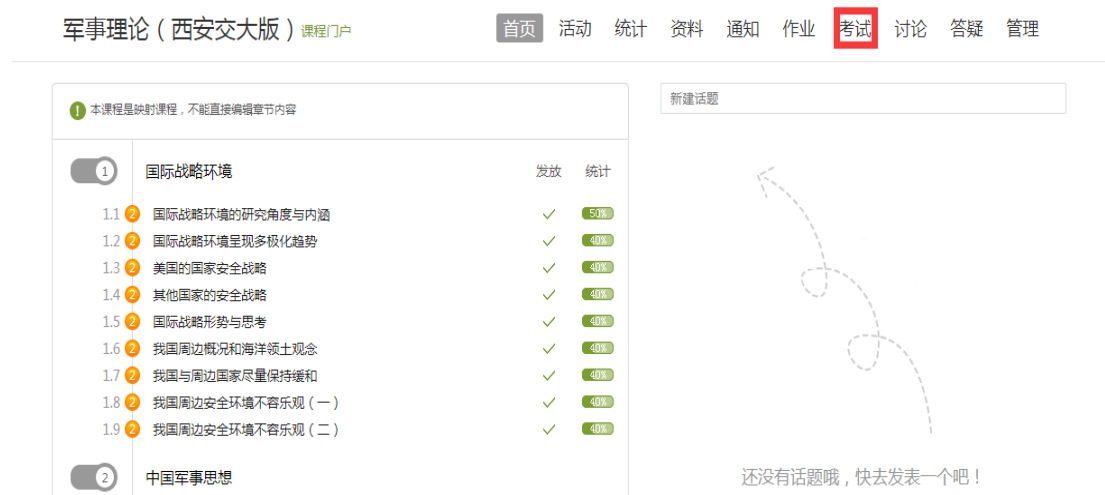 军事理论（西安交大版）课程门户 首页 活动 统计 资料 通知 作业 考试 讨论 答疑 管理
! 本课程是映射课程，不能直接编辑章节内容
新建话题
1 国际战略环境 发放 统计
1.1 2 国际战略环境的研究角度与内涵 50%
1.2 2 国际战略环境呈现多极化趋势 40%
1.3 2 美国的国家安全战略 40%
1.4 2 其他国家的安全战略 40%
1.5 2 国际战略形势与思考 40%
1.6 2 我国周边概况和海洋领土观念 40%
1.7 2 我国与周边国家尽量保持缓和 40%
1.8 2 我国周边安全环境不容乐观（一） 40%
1.9 2 我国周边安全环境不容乐观（二） 40%
2 中国军事思想
还没有话题哦，快去发表一个吧！